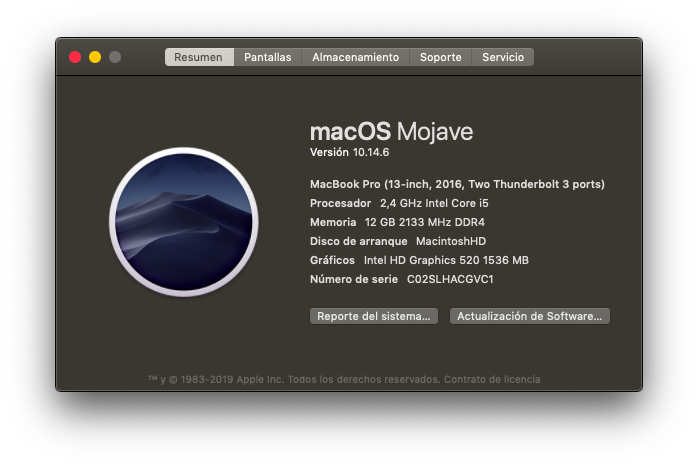 Resumen Pantallas Almacenamiento Soporte Servicio
macOS Mojave
Versión 10.14.6
MacBook Pro (13-inch, 2016, Two Thunderbolt 3 ports)
Procesador 2,4 GHz Intel Core i5
Memoria 12 GB 2133 MHz DDR4
Disco de arranque MacintoshHD
Gráficos Intel HD Graphics 520 1536 MB
Número de serie C02SLHACGVC1
Reporte del sistema... Actualización de Software...
™ y © 1983-2019 Apple Inc. Todos los derechos reservados. Contrato de licencia